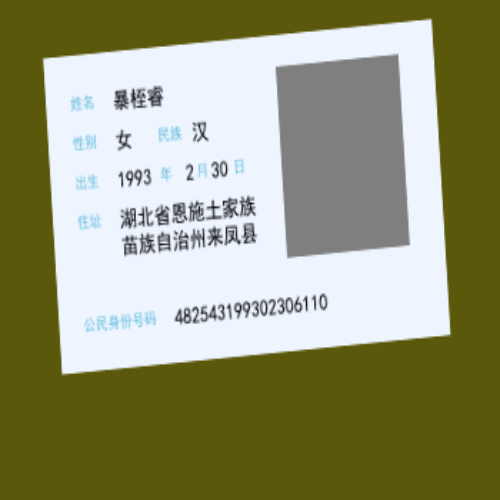 姓名 暴桎睿
性别 女 民族 汉
出生 1993 年 2 月 30 日
住址 湖北省恩施土家族
苗族自治州来凤县
公民身份号码 482543199302306110